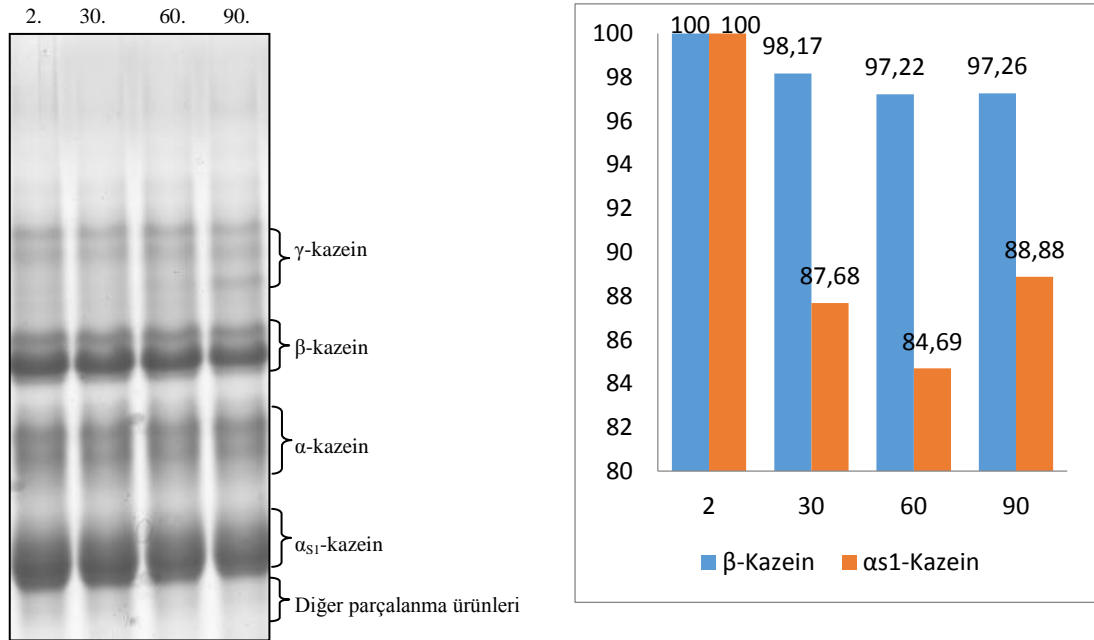 2. 30. 60. 90.
γ-kazein
β-kazein
α-kazein
αS1-kazein
Diğer parçalanma ürünleri
100 100
98,17
97,22
97,26
87,68
84,69
88,88
100
98
96
94
92
90
88
86
84
82
80
2 30 60 90
β-Kazein αs1-Kazein